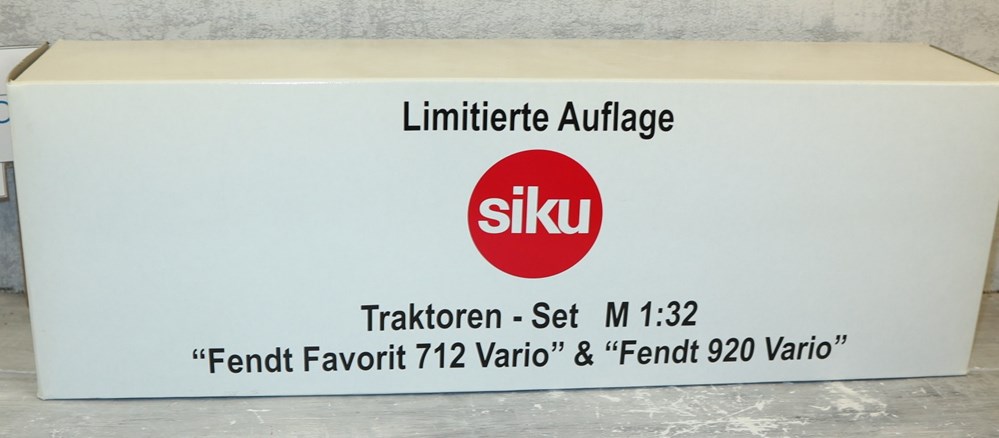 Limitierte Auflage
siku
Traktoren - Set M 1:32
“Fendt Favorit 712 Vario” & “Fendt 920 Vario”